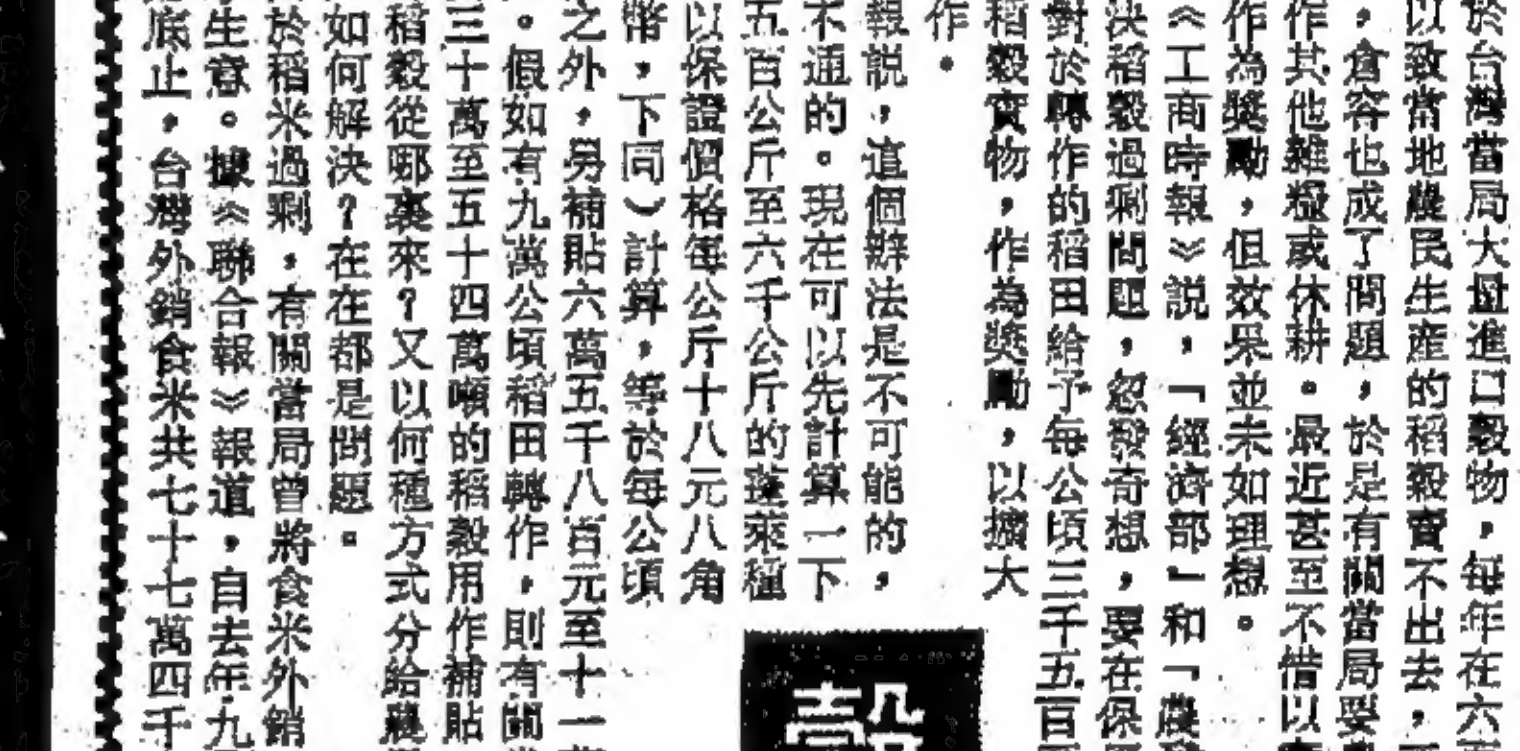 於台灣當局大量進口穀物，每年在六
以致當地農民生產的稻穀賣不出去，
，倉容也成了問題，於是有關當局要
作其他雜糧或休耕。最近甚至不惜以
作為獎勵，但效果並未如理想。
《工商時報》説，「經濟部」和「農
決稻穀過剩問題，忽發奇想，要在保
對於轉作的稻田給予每公頃三千五百
稻穀實物，作為獎勵，以擴大
作。
報説，這個辦法是不可能的，
不通的。現在可以先計算一下
五百公斤至六千公斤的蓬萊種
以保證價格每公斤十八元八角
幣，下同）計算，等於每公頃
之外，另補貼六萬五千八百元至十一
。假如有九萬公頃稻田轉作，則有關
三十萬至五十四萬噸的稻穀用作補貼
稻穀從哪裏來？又以何種方式分給農
如何解決？在在都是問題。
於稻米過剩，有關當局曾將食米外銷
生意。據《聯合報》報道，自去年九
底止，台灣外銷食米共七十七萬四千
穀